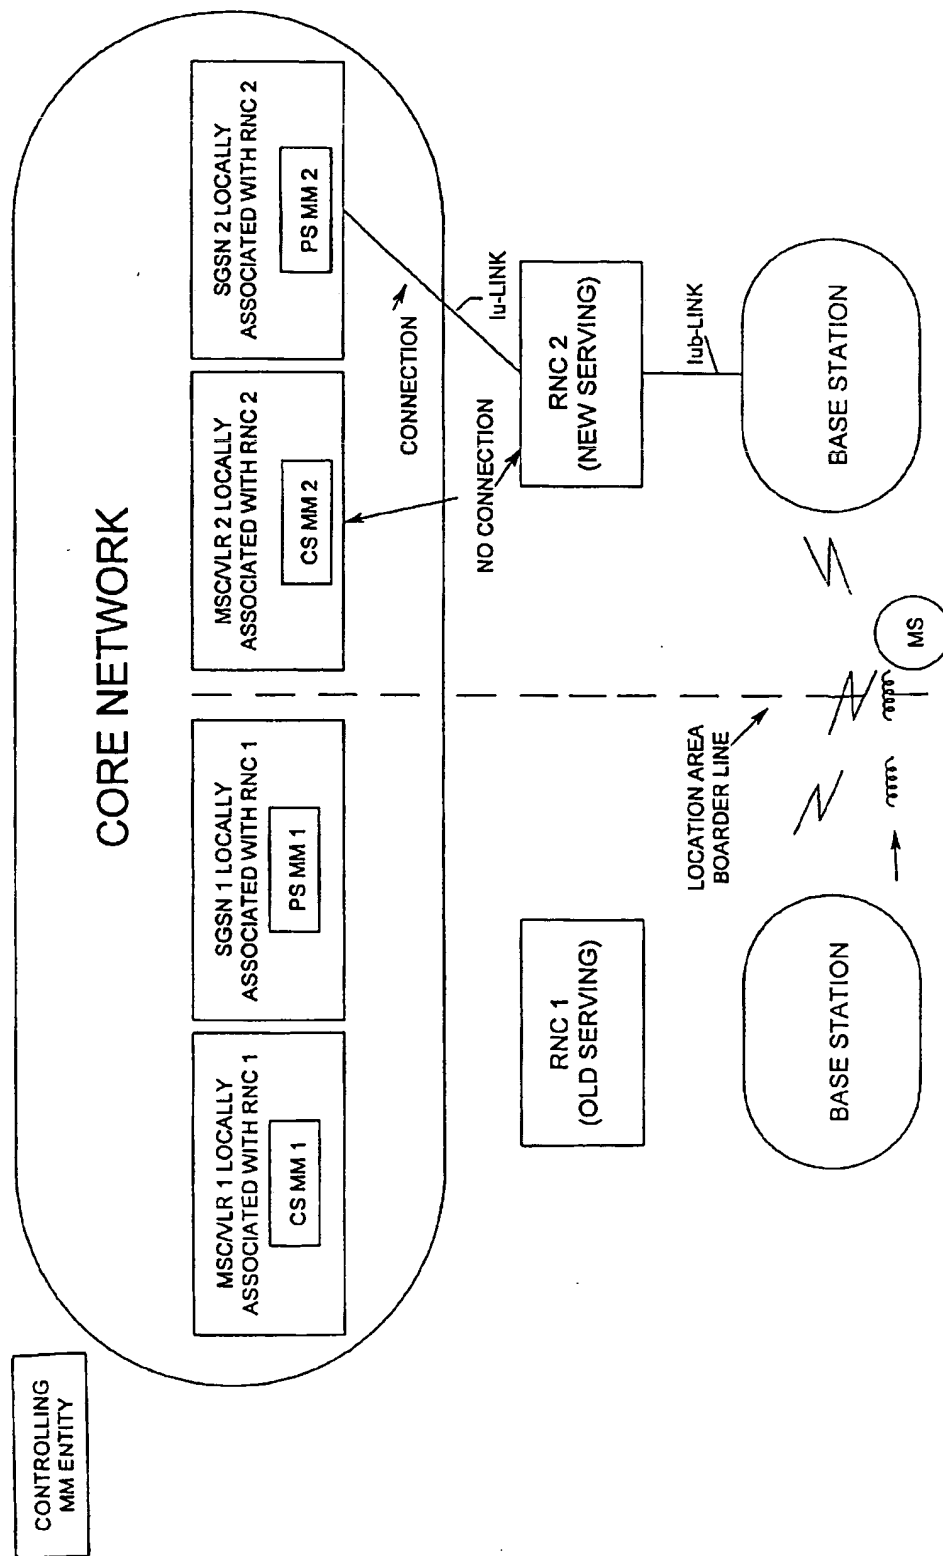 CONTROLLING
MM ENTITY
CORE NETWORK
MSC/VLR 1 LOCALLY
ASSOCIATED WITH RNC 1
CS MM 1
SGSN 1 LOCALLY
ASSOCIATED WITH RNC 1
PS MM 1
MSC/VLR 2 LOCALLY
ASSOCIATED WITH RNC 2
CS MM 2
SGSN 2 LOCALLY
ASSOCIATED WITH RNC 2
PS MM 2
CONNECTION
Iu-LINK
NO CONNECTION
RNC 1
(OLD SERVING)
RNC 2
(NEW SERVING)
Iub-LINK
LOCATION AREA
BOARDER LINE
BASE STATION
MS
BASE STATION